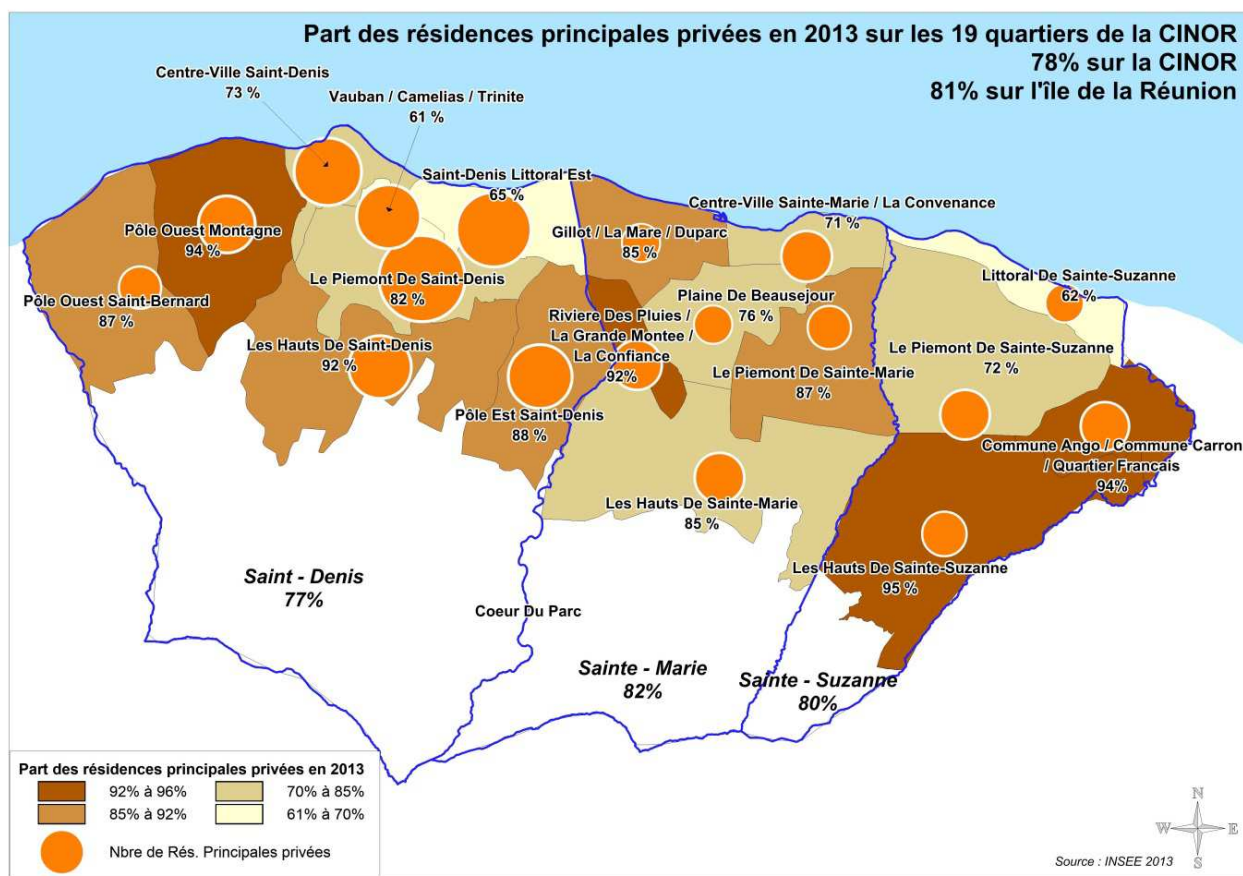 Part des résidences principales privées en 2013 sur les 19 quartiers de la CINOR
78% sur la CINOR
81% sur l'île de la Réunion
Centre-Ville Saint-Denis
73 %
Vauban / Camelias / Trinite
61 %
Saint-Denis Littoral Est
65 %
Centre-Ville Sainte-Marie / La Convenance
71 %
Pôle Ouest Montagne
94 %
Gillot / La Mare / Duparc
85 %
Le Piemont De Saint-Denis
82 %
Littoral De Sainte-Suzanne
62 %
Pôle Ouest Saint-Bernard
87 %
Plaine De Beausejour
76 %
Riviere Des Pluies /
La Grande Montee /
La Confiance
92%
Les Hauts De Saint-Denis
92 %
Le Piemont De Sainte-Suzanne
72 %
Le Piemont De Sainte-Marie
87 %
Pôle Est Saint-Denis
88 %
Commune Ango / Commune Carron
/ Quartier Francais
94%
Les Hauts De Sainte-Marie
85 %
Les Hauts De Sainte-Suzanne
95 %
Saint - Denis
77%
Coeur Du Parc
Sainte - Marie
82%
Sainte - Suzanne
80%
Part des résidences principales privées en 2013
92% à 96%
70% à 85%
85% à 92%
61% à 70%
Nbre de Rés. Principales privées
N
W
E
S
Source : INSEE 2013